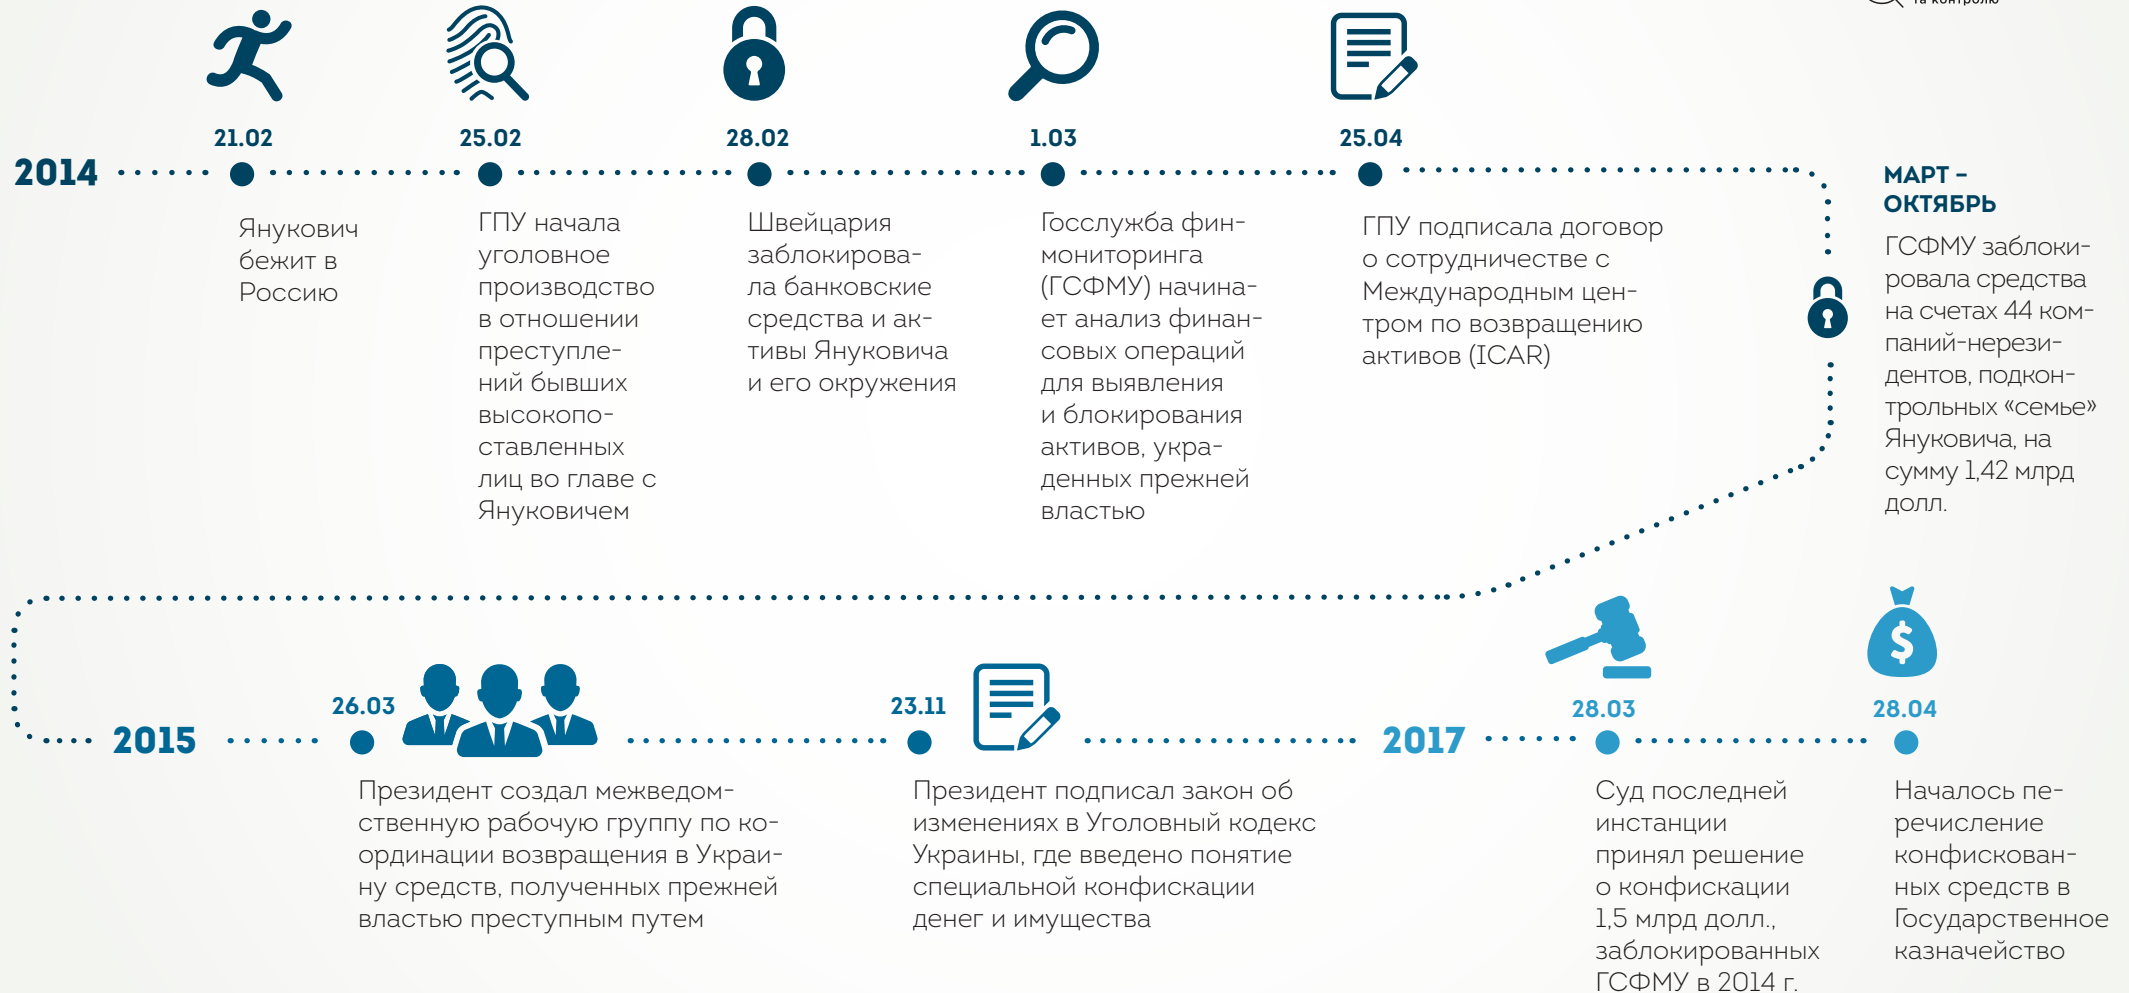 та контролю
21.02
25.02
28.02
1.03
25.04
2014
Янукович
бежит в
Россию
ГПУ начала
уголовное
производство
в отношении
преступле-
ний бывших
высокопо-
ставленных
лиц во главе с
Януковичем
Швейцария
заблокирова-
ла банковские
средства и ак-
тивы Януковича
и его окружения
Госслужба фин-
мониторинга
(ГСФМУ) начина-
ет анализ финан-
совых операций
для выявления
и блокирования
активов, укра-
денных прежней
властью
ГПУ подписала договор
о сотрудничестве с
Международным цен-
тром по возвращению
активов (ICAR)
МАРТ –
ОКТЯБРЬ
ГСФМУ заблоки-
ровала средства
на счетах 44 ком-
паний-нерези-
дентов, подкон-
трольных «семье»
Януковича, на
сумму 1,42 млрд
долл.
2015
26.03
Президент создал межведом-
ственную рабочую группу по ко-
ординации возвращения в Украи-
ну средств, полученных прежней
властью преступным путем
23.11
Президент подписал закон об
изменениях в Уголовный кодекс
Украины, где введено понятие
специальной конфискации
денег и имущества
2017
28.03
Суд последней
инстанции
принял решение
о конфискации
1,5 млрд долл.,
заблокированных
ГСФМУ в 2014 г.
$
28.04
Началось пе-
речисление
конфискован-
ных средств в
Государственное
казначейство